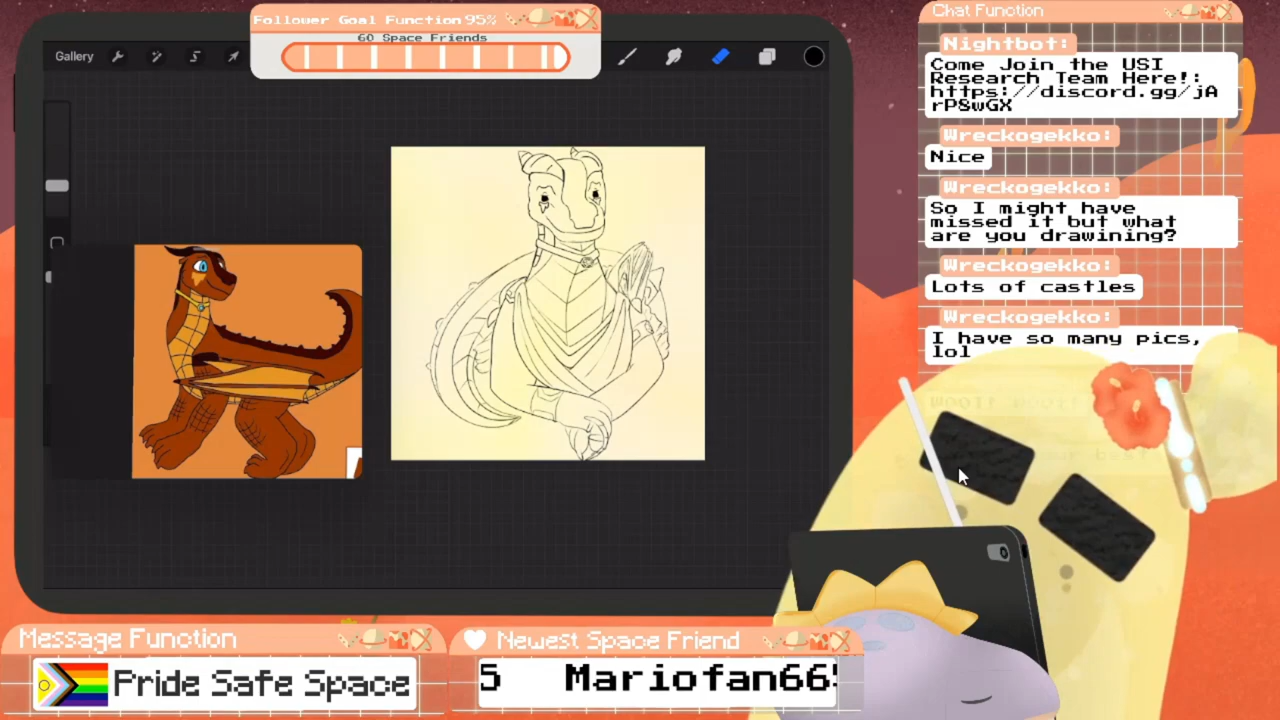 Follower Goal Function 95%
60 Space Friends
Gallery
Chat Function
Nightbot:
Come Join the USI
Research Team Here!:
https://discord.gg/jA
rP8wGX
Wreckogekko:
Nice
Wreckogekko:
So I might have
missed it but what
are you drawining?
Wreckogekko:
Lots of castles
Wreckogekko:
I have so many pics,
lol
Message Function
Pride Safe Space
Newest Space Friend
5 Mariofan66